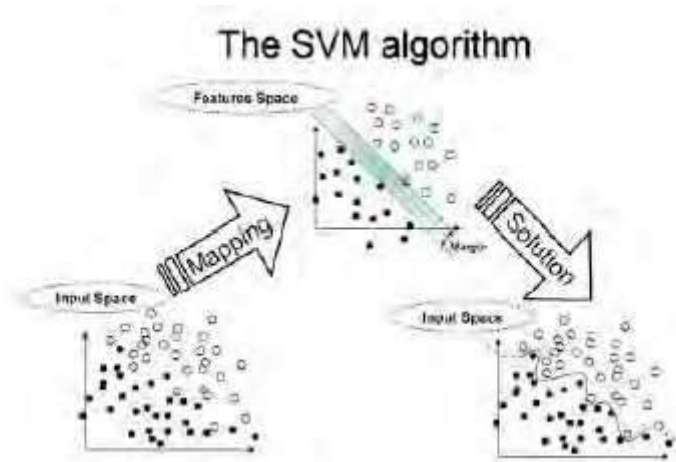 The SVM algorithm
Features Space
Mapping
Margin
Solution
Input Space
Input Space